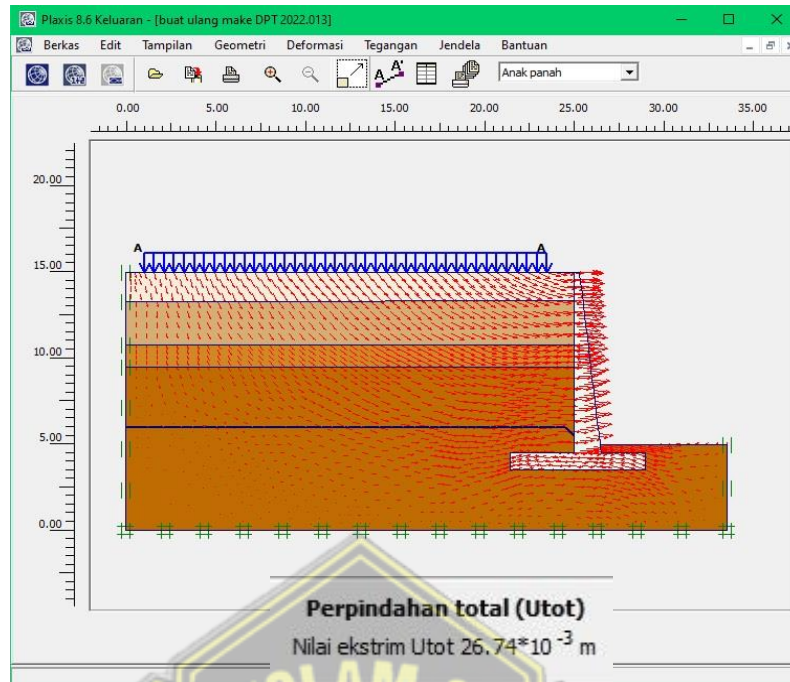 Plaxis 8.6 Keluaran - [buat ulang make DPT 2022.013]
Berkas Edit Tampilan Geometri Deformasi Tegangan Jendela Bantuan
A A' Anak panah
0.00 5.00 10.00 15.00 20.00 25.00 30.00 35.00
20.00
A A
15.00
10.00
5.00
0.00
Perpindahan total (Utot)
Nilai ekstrim Utot 26.74*10 -3 m
LAM